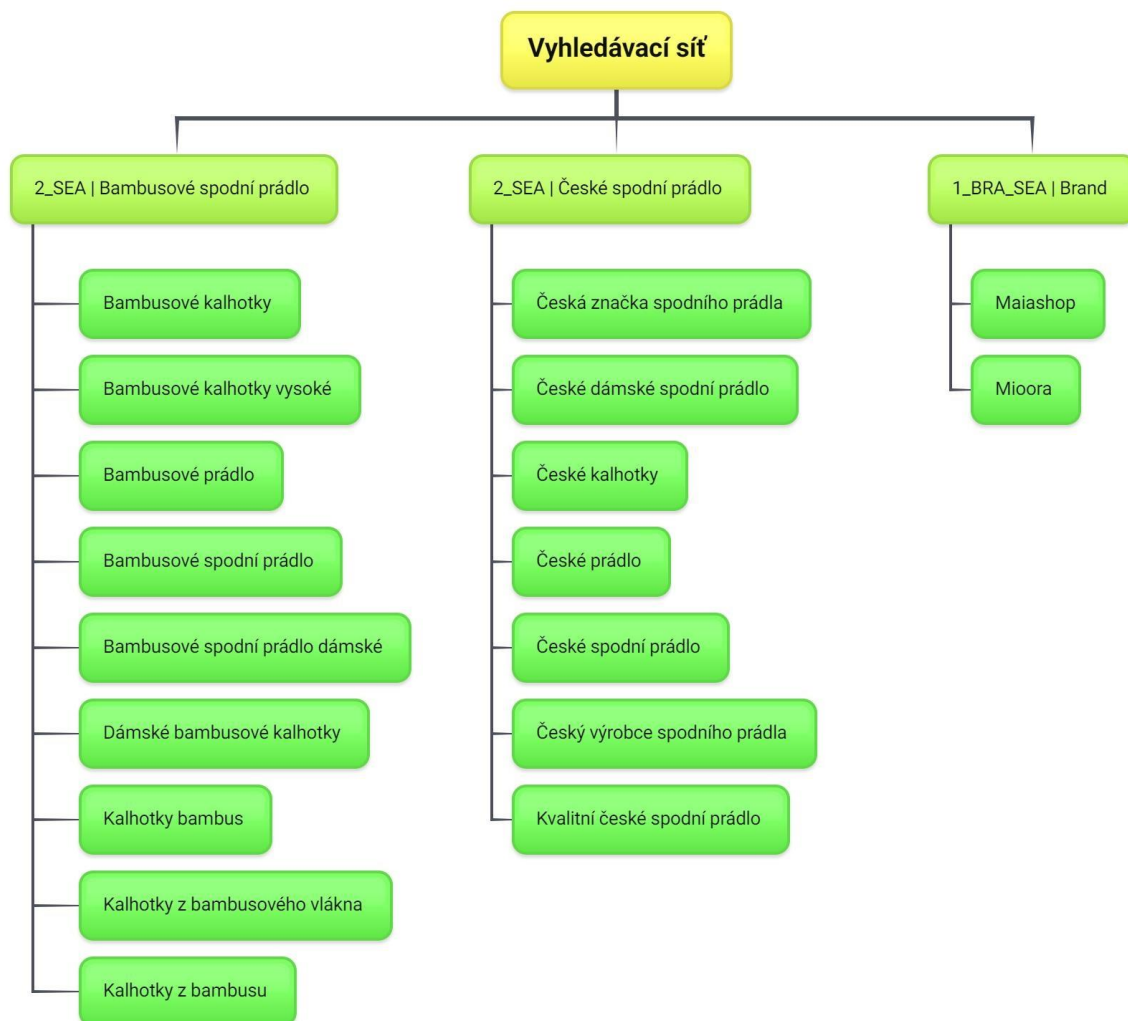 Vyhledávací síť
2_SEA | Bambusové spodní prádlo
Bambusové kalhotky
Bambusové kalhotky vysoké
Bambusové prádlo
Bambusové spodní prádlo
Bambusové spodní prádlo dámské
Dámské bambusové kalhotky
Kalhotky bambus
Kalhotky z bambusového vlákna
Kalhotky z bambusu
2_SEA | České spodní prádlo
Česká značka spodního prádla
České dámské spodní prádlo
České kalhotky
České prádlo
České spodní prádlo
Český výrobce spodního prádla
Kvalitní české spodní prádlo
1_BRA_SEA | Brand
Maiashop
Mioora